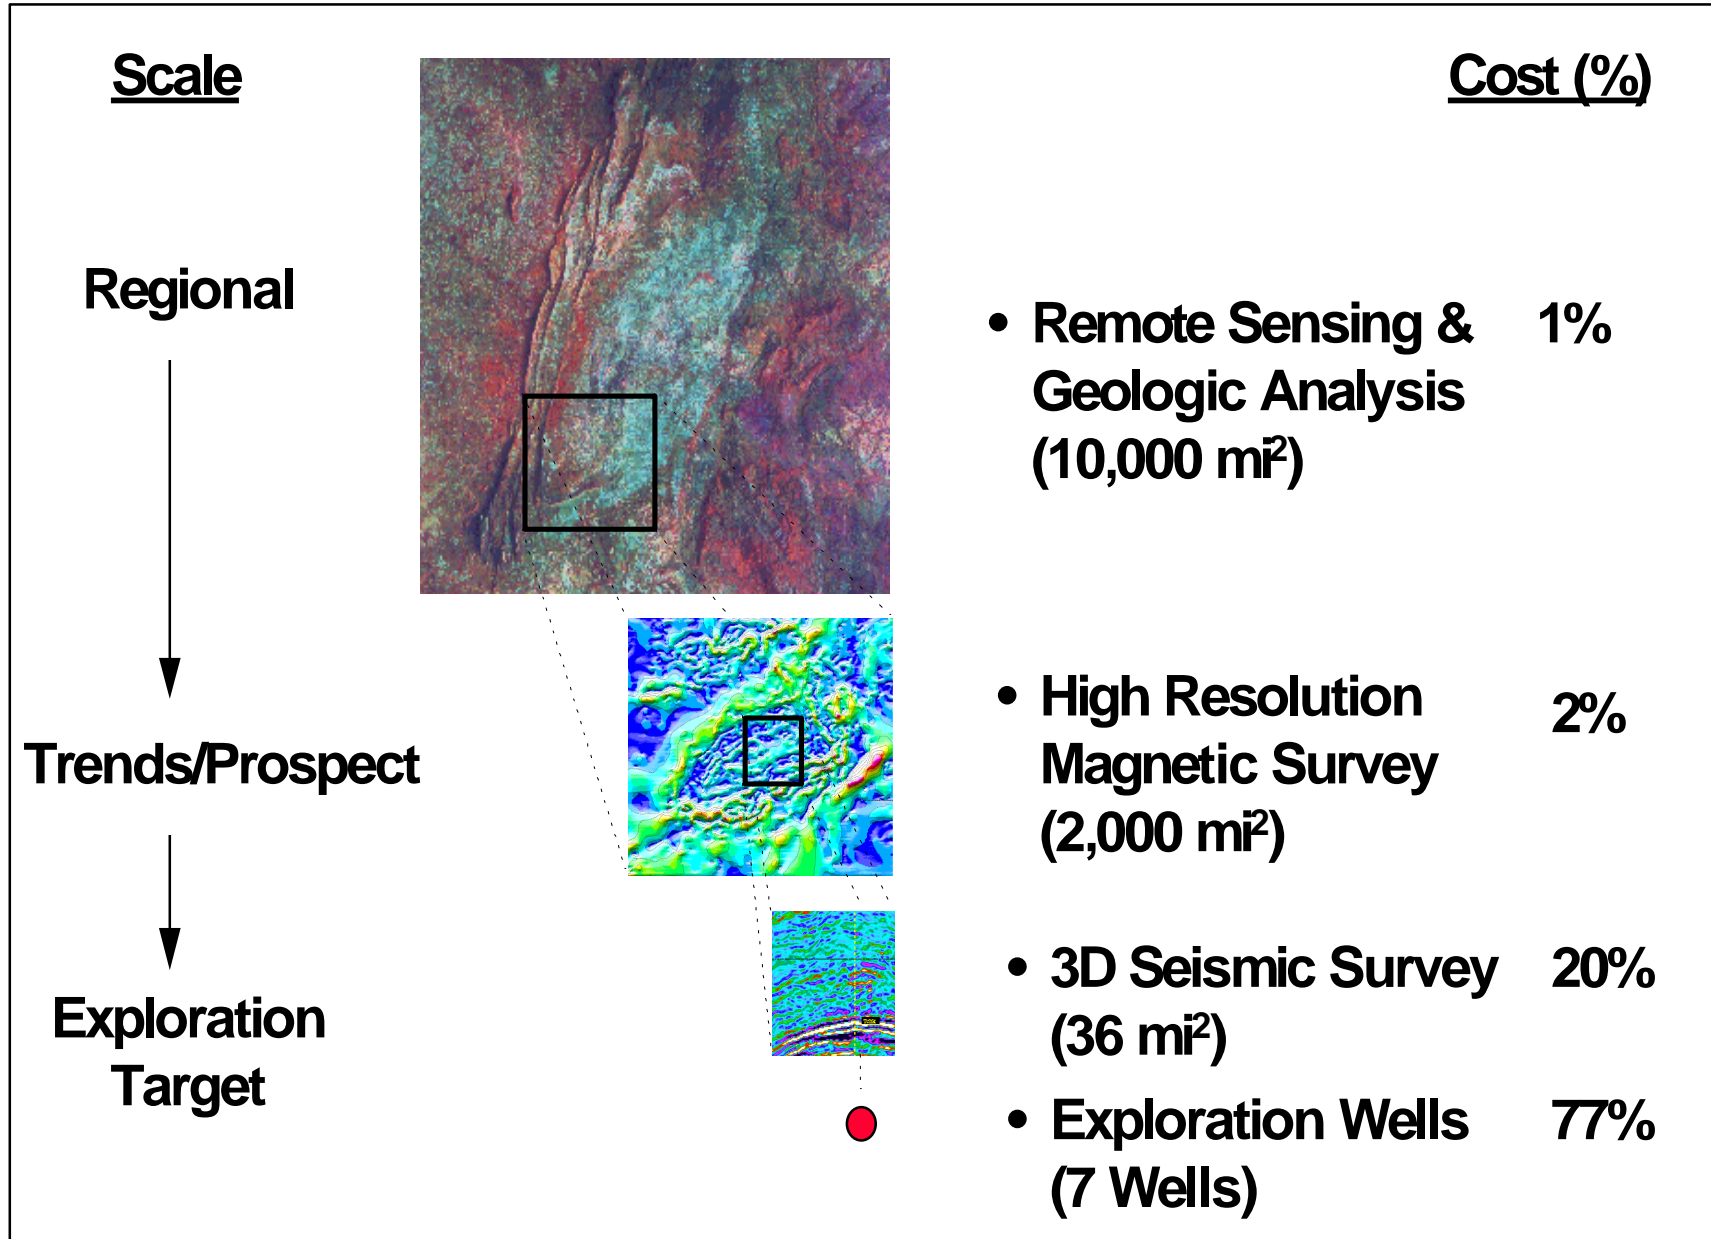 Scale
Cost (%)
Regional
• Remote Sensing & 1%
Geologic Analysis
(10,000 mi²)
Trends/Prospect
• High Resolution 2%
Magnetic Survey
(2,000 mi²)
Exploration
Target
• 3D Seismic Survey 20%
(36 mi²)
• Exploration Wells 77%
(7 Wells)